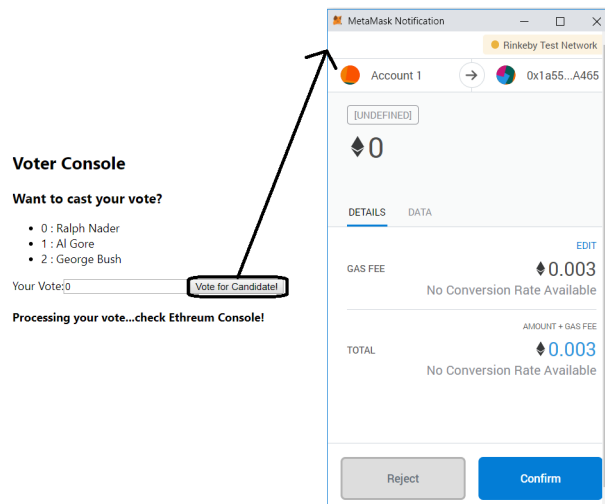 MetaMask Notification
Rinkeby Test Network
Account 1
0x1a55...A465
[UNDEFINED]
0
DETAILS
DATA
EDIT
GAS FEE
0.003
No Conversion Rate Available
AMOUNT + GAS FEE
TOTAL
0.003
No Conversion Rate Available
Reject
Confirm
Voter Console
Want to cast your vote?
0 : Ralph Nader
1 : Al Gore
2 : George Bush
Your Vote:0
Vote for Candidate!
Processing your vote...check Ethreum Console!